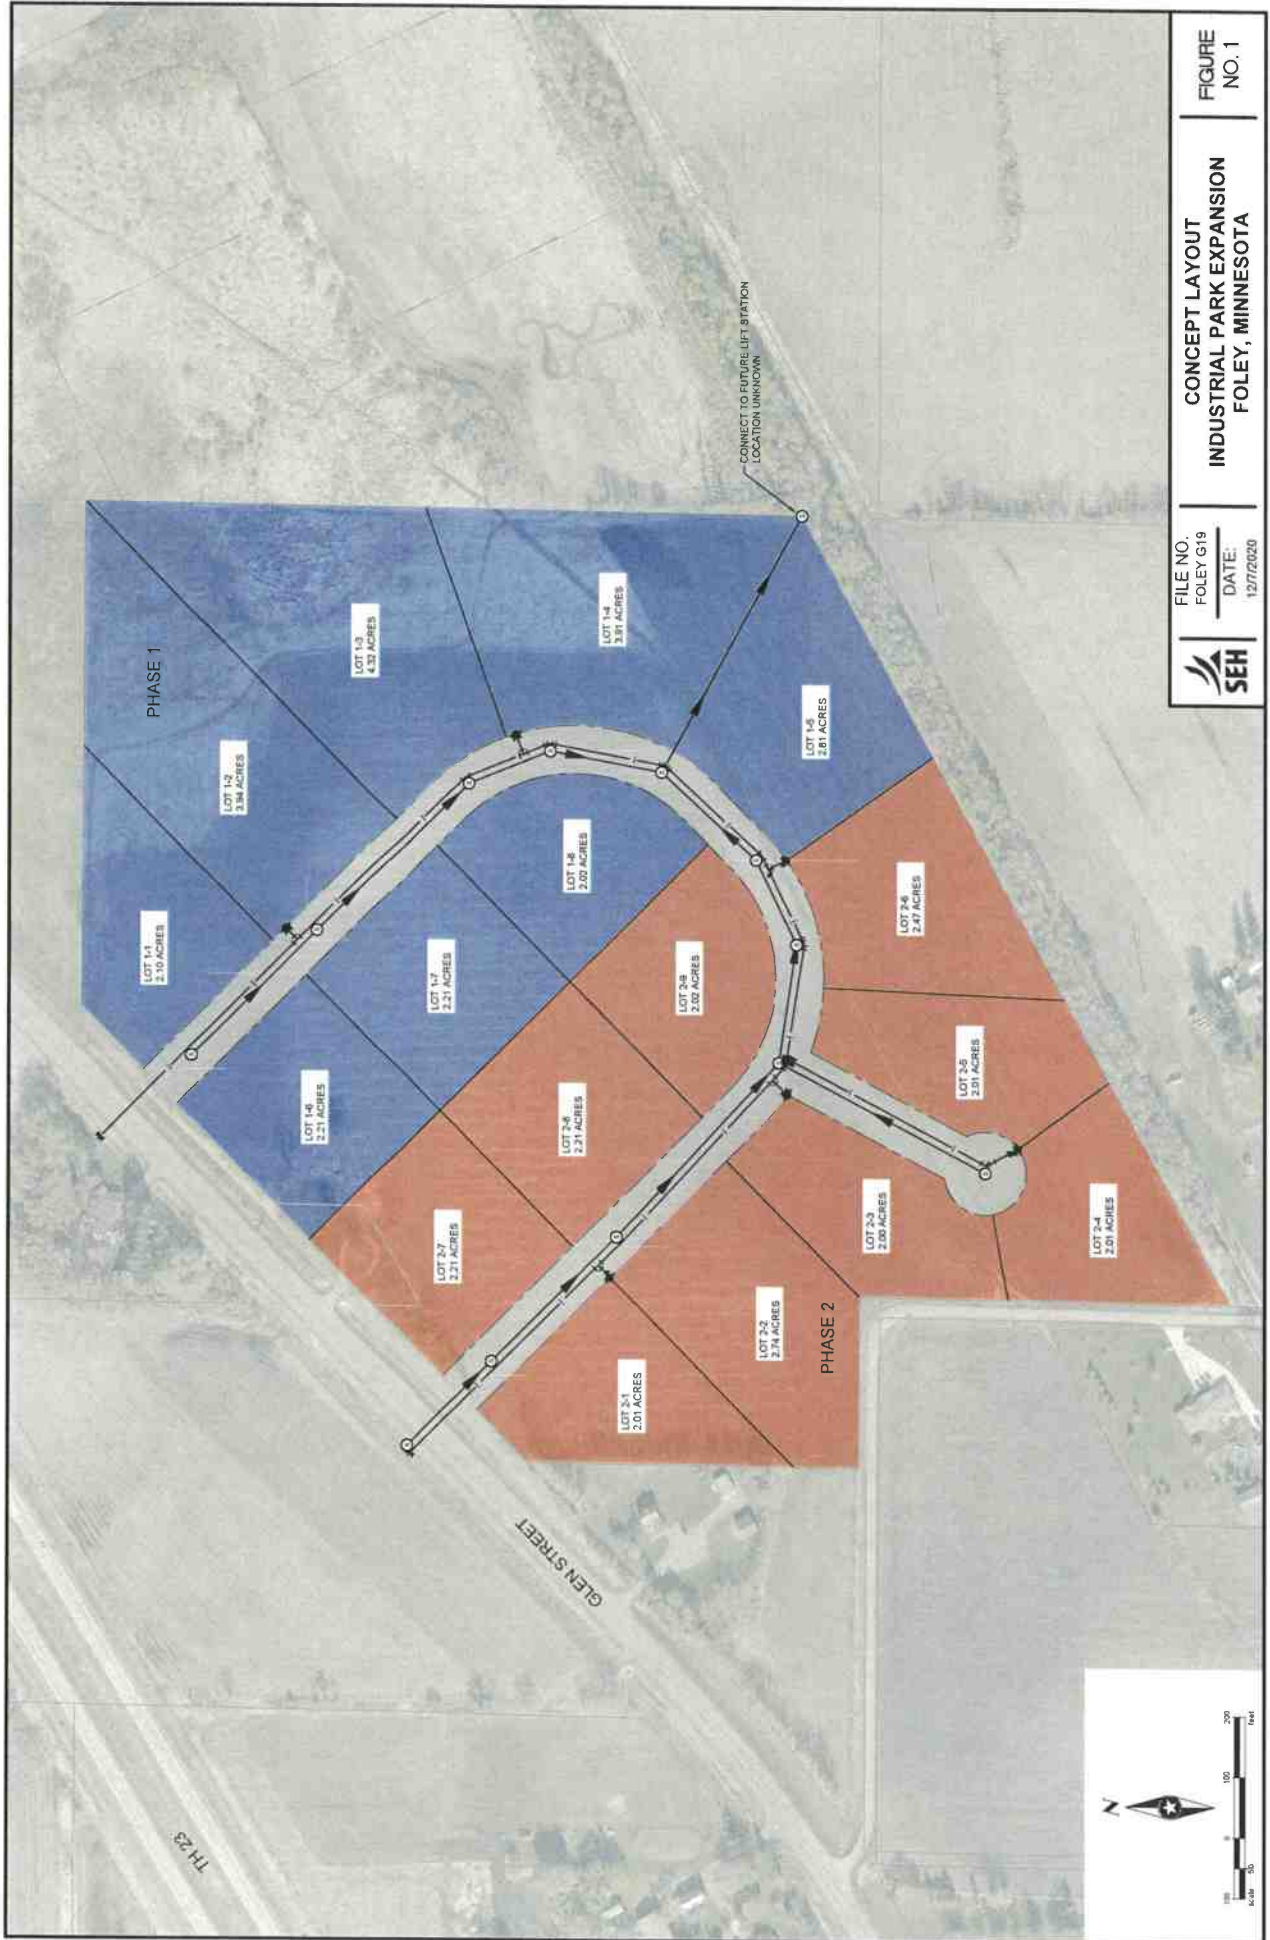 PHASE 1
LOT 1-1
2.10 ACRES
LOT 1-2
3.94 ACRES
LOT 1-3
4.32 ACRES
LOT 1-4
3.91 ACRES
LOT 1-5
2.81 ACRES
LOT 1-6
2.21 ACRES
LOT 1-7
2.21 ACRES
LOT 1-8
2.02 ACRES
CONNECT TO FUTURE LIFT STATION
LOCATION UNKNOWN
PHASE 2
LOT 2-1
2.01 ACRES
LOT 2-2
2.74 ACRES
LOT 2-3
2.00 ACRES
LOT 2-4
2.01 ACRES
LOT 2-5
2.01 ACRES
LOT 2-6
2.47 ACRES
LOT 2-7
2.21 ACRES
LOT 2-8
2.21 ACRES
LOT 2-9
2.02 ACRES
GLEN STREET
TH 23
N
100 0 100 200
scale 50 feet
SEH
FILE NO.
FOLEY G19
DATE:
12/7/2020
CONCEPT LAYOUT
INDUSTRIAL PARK EXPANSION
FOLEY, MINNESOTA
FIGURE
NO. 1